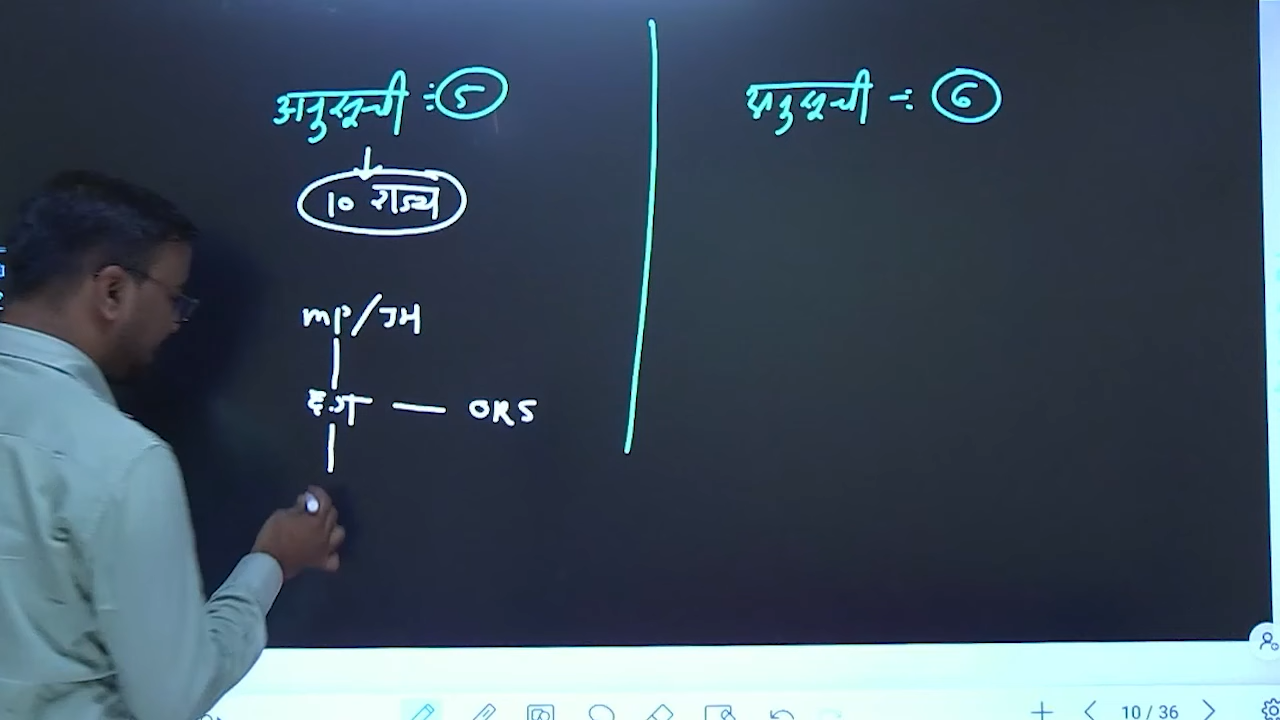 अनुसूची :- 5
अनुसूची -: 6
10 राज्य
MP/JH
छ.ग — ORS
10 / 36